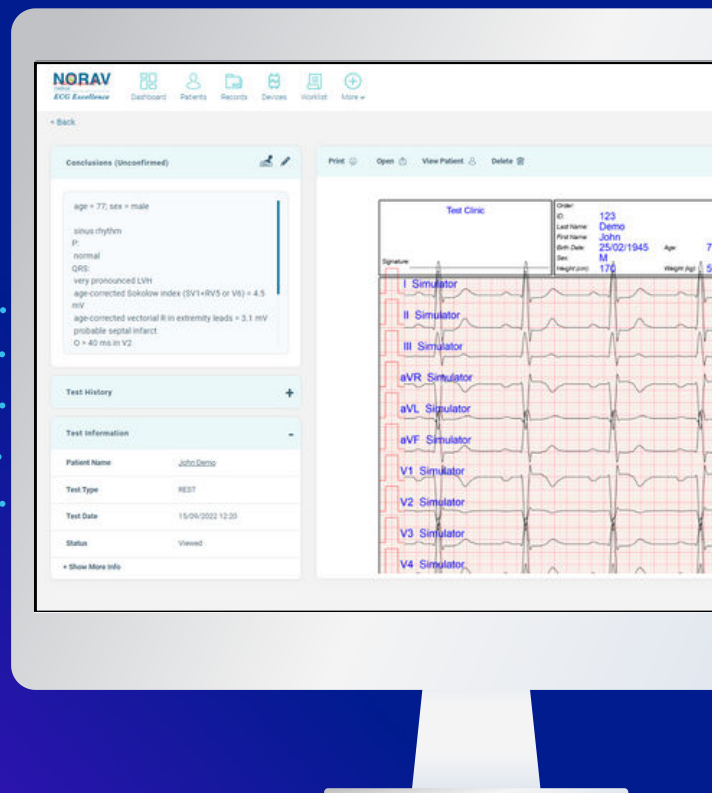 NORAV
ECG Excellence
Dashboard
Patients
Records
Devices
Worklist
More
< Back
Conclusions (Unconfirmed)
age = 77; sex = male
sinus rhythm
P:
normal
QRS:
very pronounced LVH
age-corrected Sokolow index (SV1+RV5 or V6) = 4.5
mV
age-corrected vectorial R in extremity leads = 3.1 mV
probable septal infarct
Q > 40 ms in V2
Test History
+
Test Information
-
Patient Name John Demo
Test Type REST
Test Date 15/09/2022 12:20
Status Viewed
+ Show More Info
Print
Open
View Patient
Delete
Test Clinic
Signature:
Order:
ID: 123
Last Name: Demo
First Name: John
Birth Date: 25/02/1945 Age: 7
Sex: M
Height (cm) 170 Weight (kg) 5
I Simulator
II Simulator
III Simulator
aVR Simulator
aVL Simulator
aVF Simulator
V1 Simulator
V2 Simulator
V3 Simulator
V4 Simulator